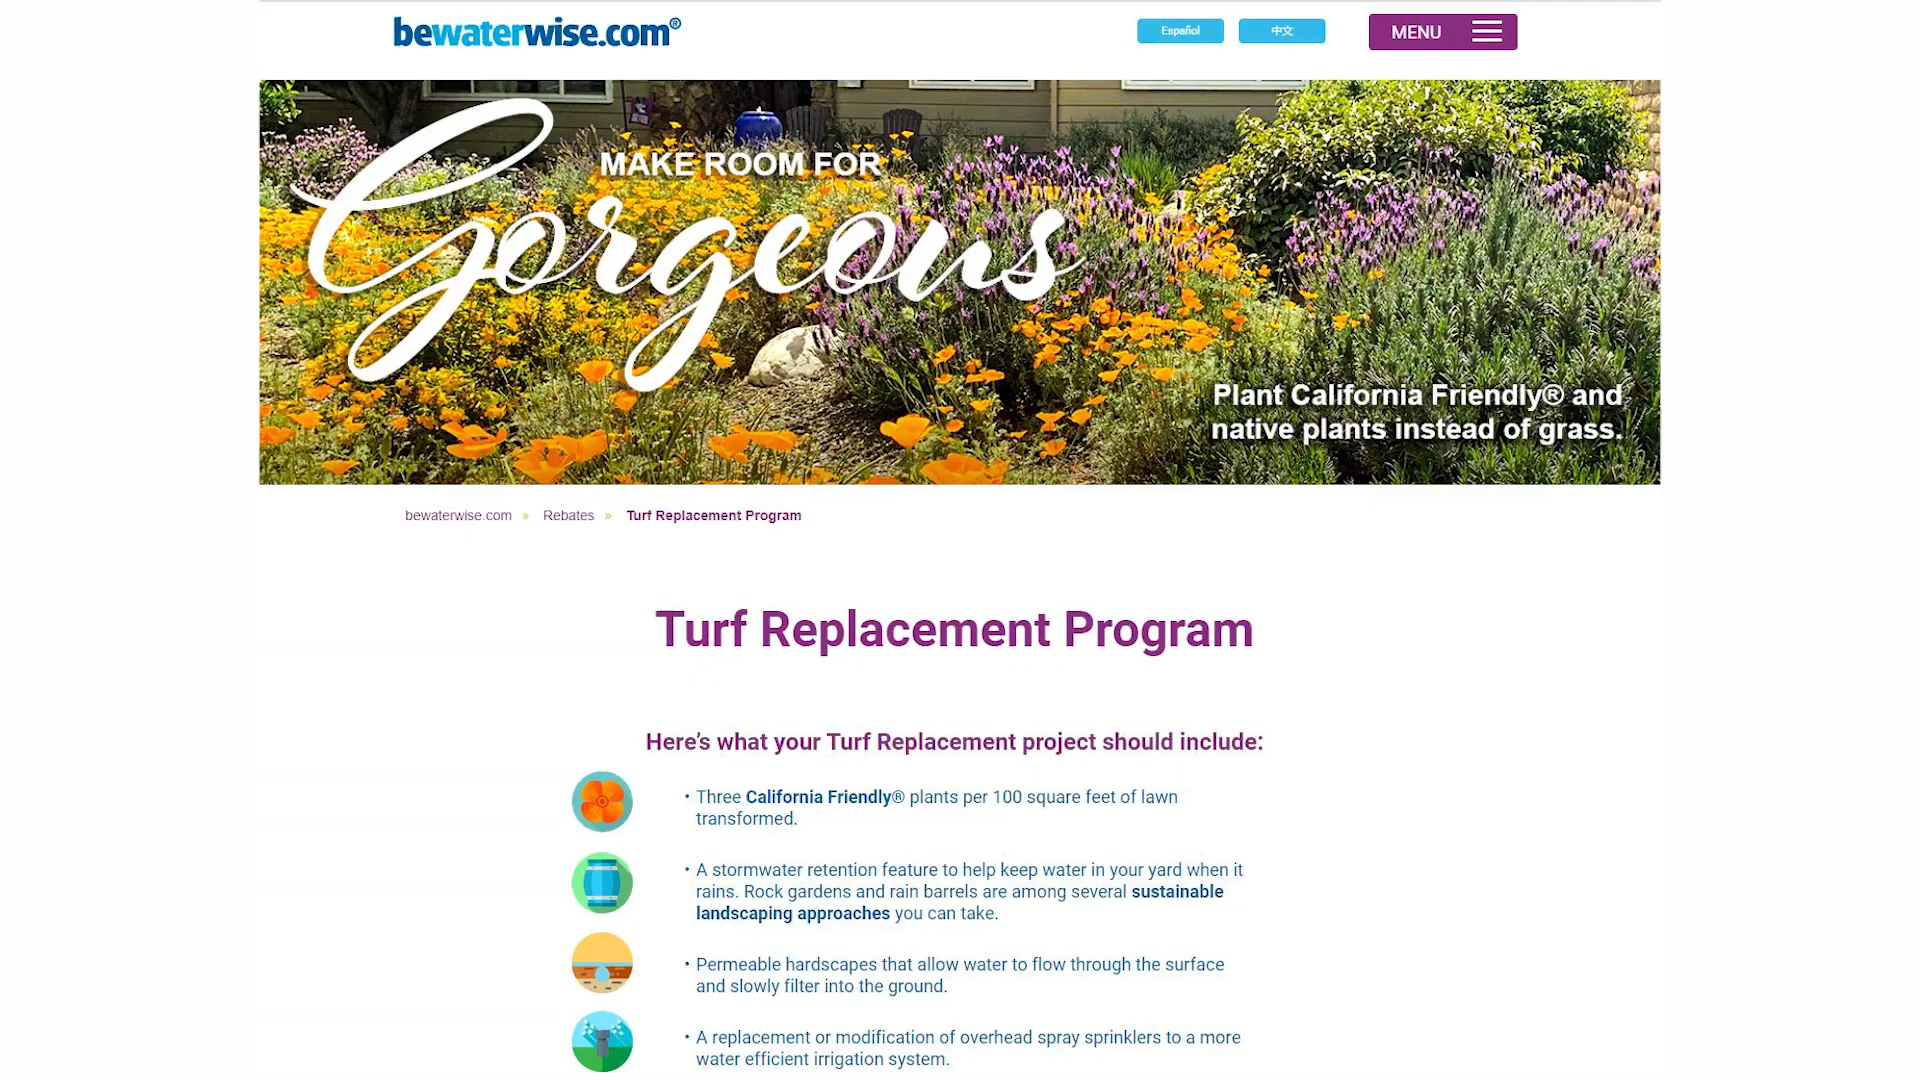 bewaterwise.com®
Español
中文
MENU
MAKE ROOM FOR
Gorgeous
Plant California Friendly® and
native plants instead of grass.
bewaterwise.com » Rebates » Turf Replacement Program
Turf Replacement Program
Here's what your Turf Replacement project should include:
• Three California Friendly® plants per 100 square feet of lawn
transformed.
• A stormwater retention feature to help keep water in your yard when it
rains. Rock gardens and rain barrels are among several sustainable
landscaping approaches you can take.
• Permeable hardscapes that allow water to flow through the surface
and slowly filter into the ground.
• A replacement or modification of overhead spray sprinklers to a more
water efficient irrigation system.